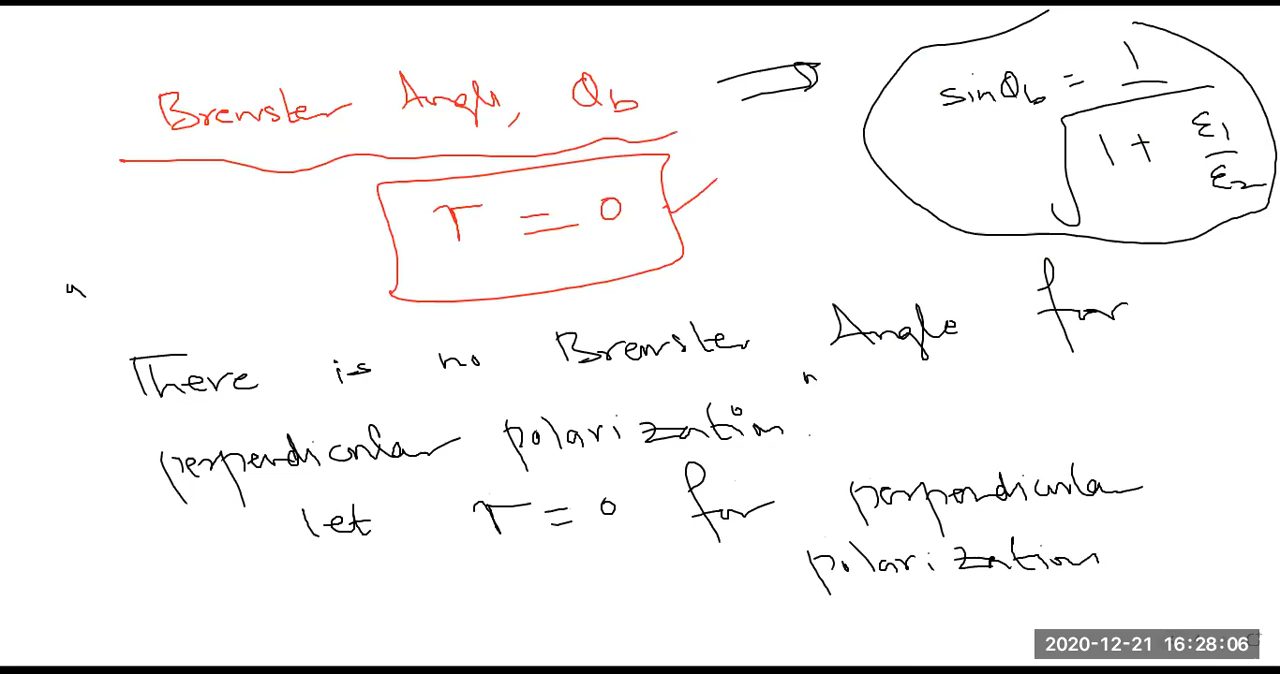 Brewster Angle, θb ⇒ sinθb = 1/√(1 + ε1/ε2)
Γ = 0
"There is no Brewster Angle for
perpendicular polarization".
let Γ = 0 for perpendicular
polarization
2020-12-21 16:28:06